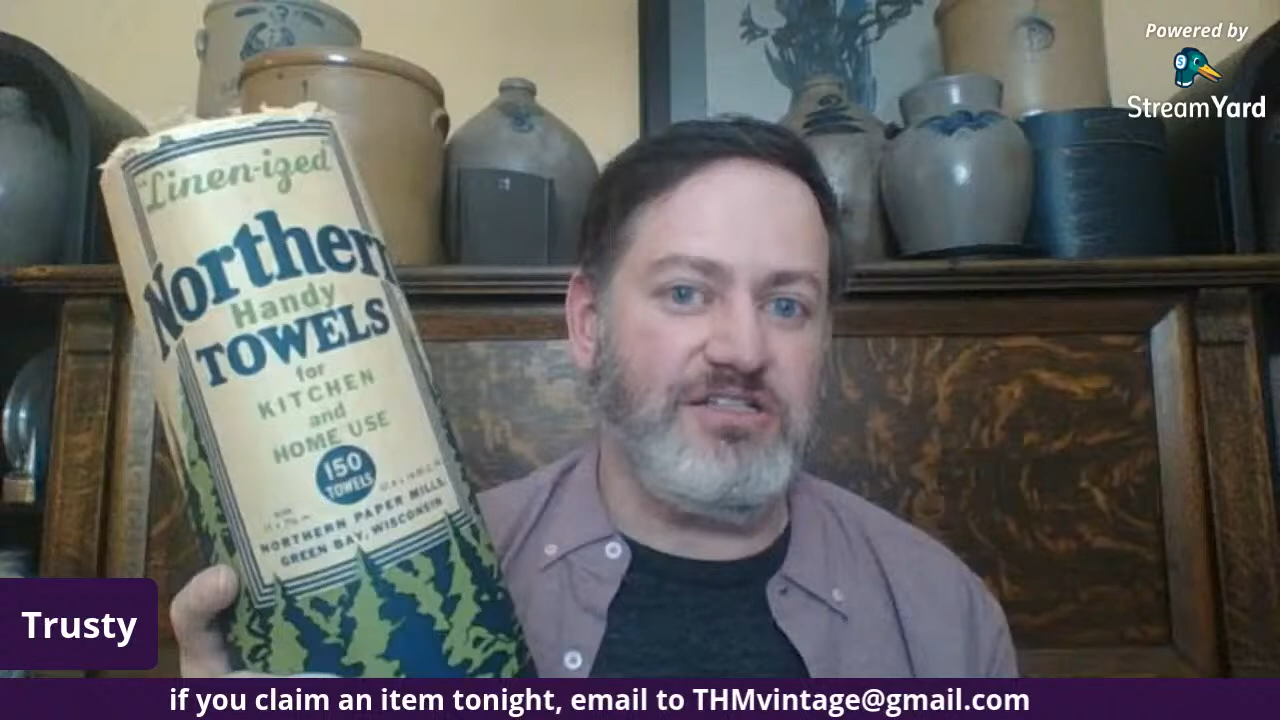 Powered by
StreamYard
"Linen-ized"
Northern
Handy
TOWELS
for
KITCHEN
and
HOME USE
150
TOWELS
NORTHERN PAPER MILLS
GREEN BAY, WISCONSIN
Trusty
if you claim an item tonight, email to THMvintage@gmail.com